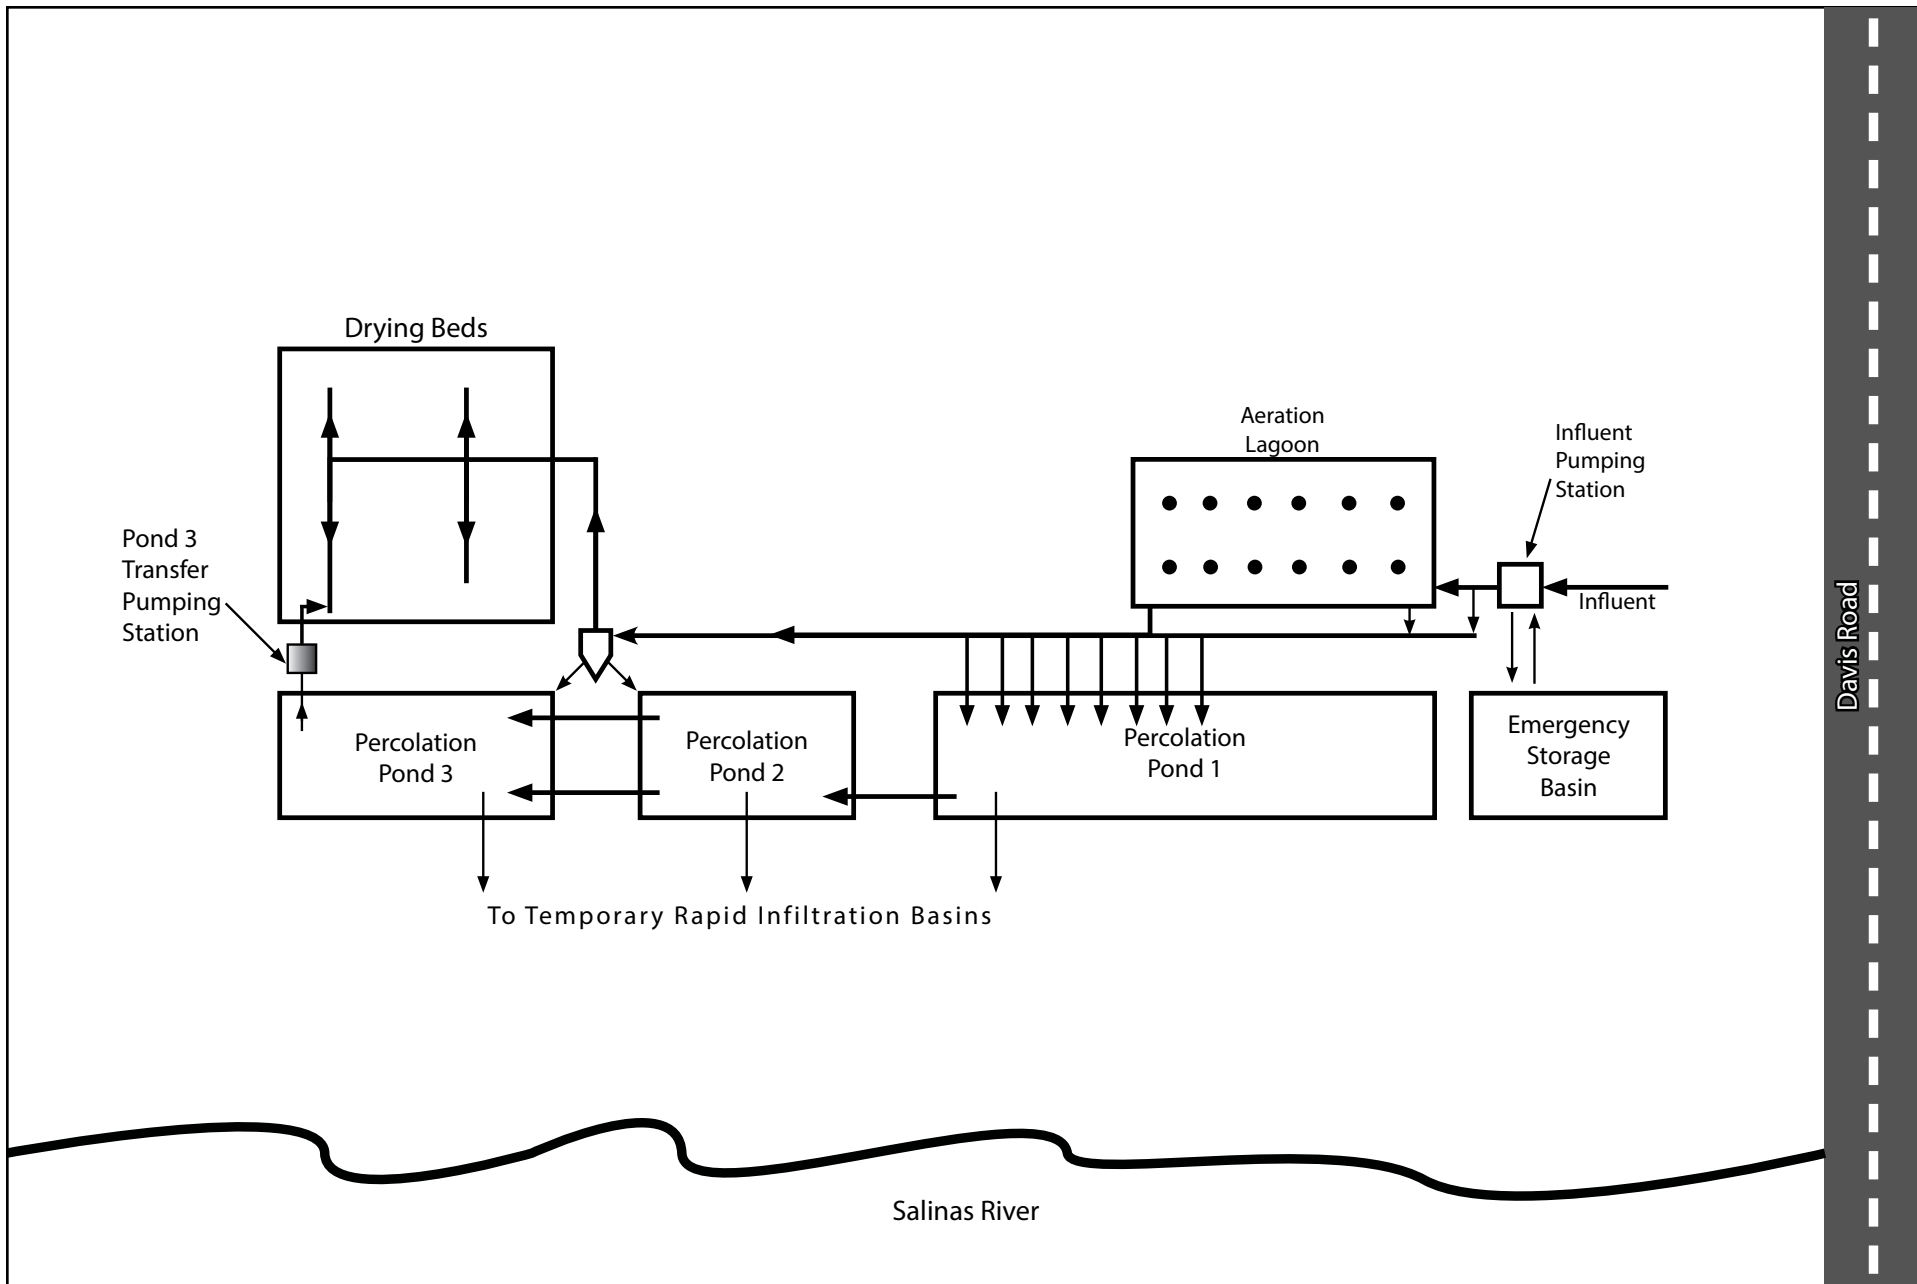 Drying Beds
Aeration
Lagoon
Influent
Pumping
Station
Pond 3
Transfer
Pumping
Station
Influent
Davis Road
Percolation
Pond 3
Percolation
Pond 2
Percolation
Pond 1
Emergency
Storage
Basin
To Temporary Rapid Infiltration Basins
Salinas River